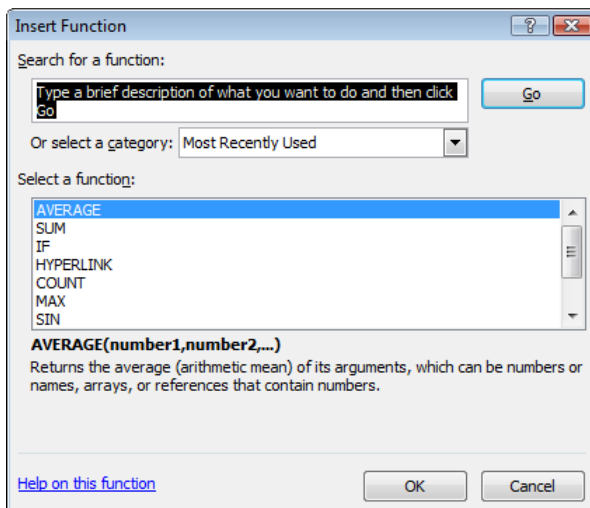 Insert Function
Search for a function:
Type a brief description of what you want to do and then click
Go
Go
Or select a category: Most Recently Used
Select a function:
AVERAGE
SUM
IF
HYPERLINK
COUNT
MAX
SIN
AVERAGE(number1,number2,...)
Returns the average (arithmetic mean) of its arguments, which can be numbers or
names, arrays, or references that contain numbers.
Help on this function
OK
Cancel